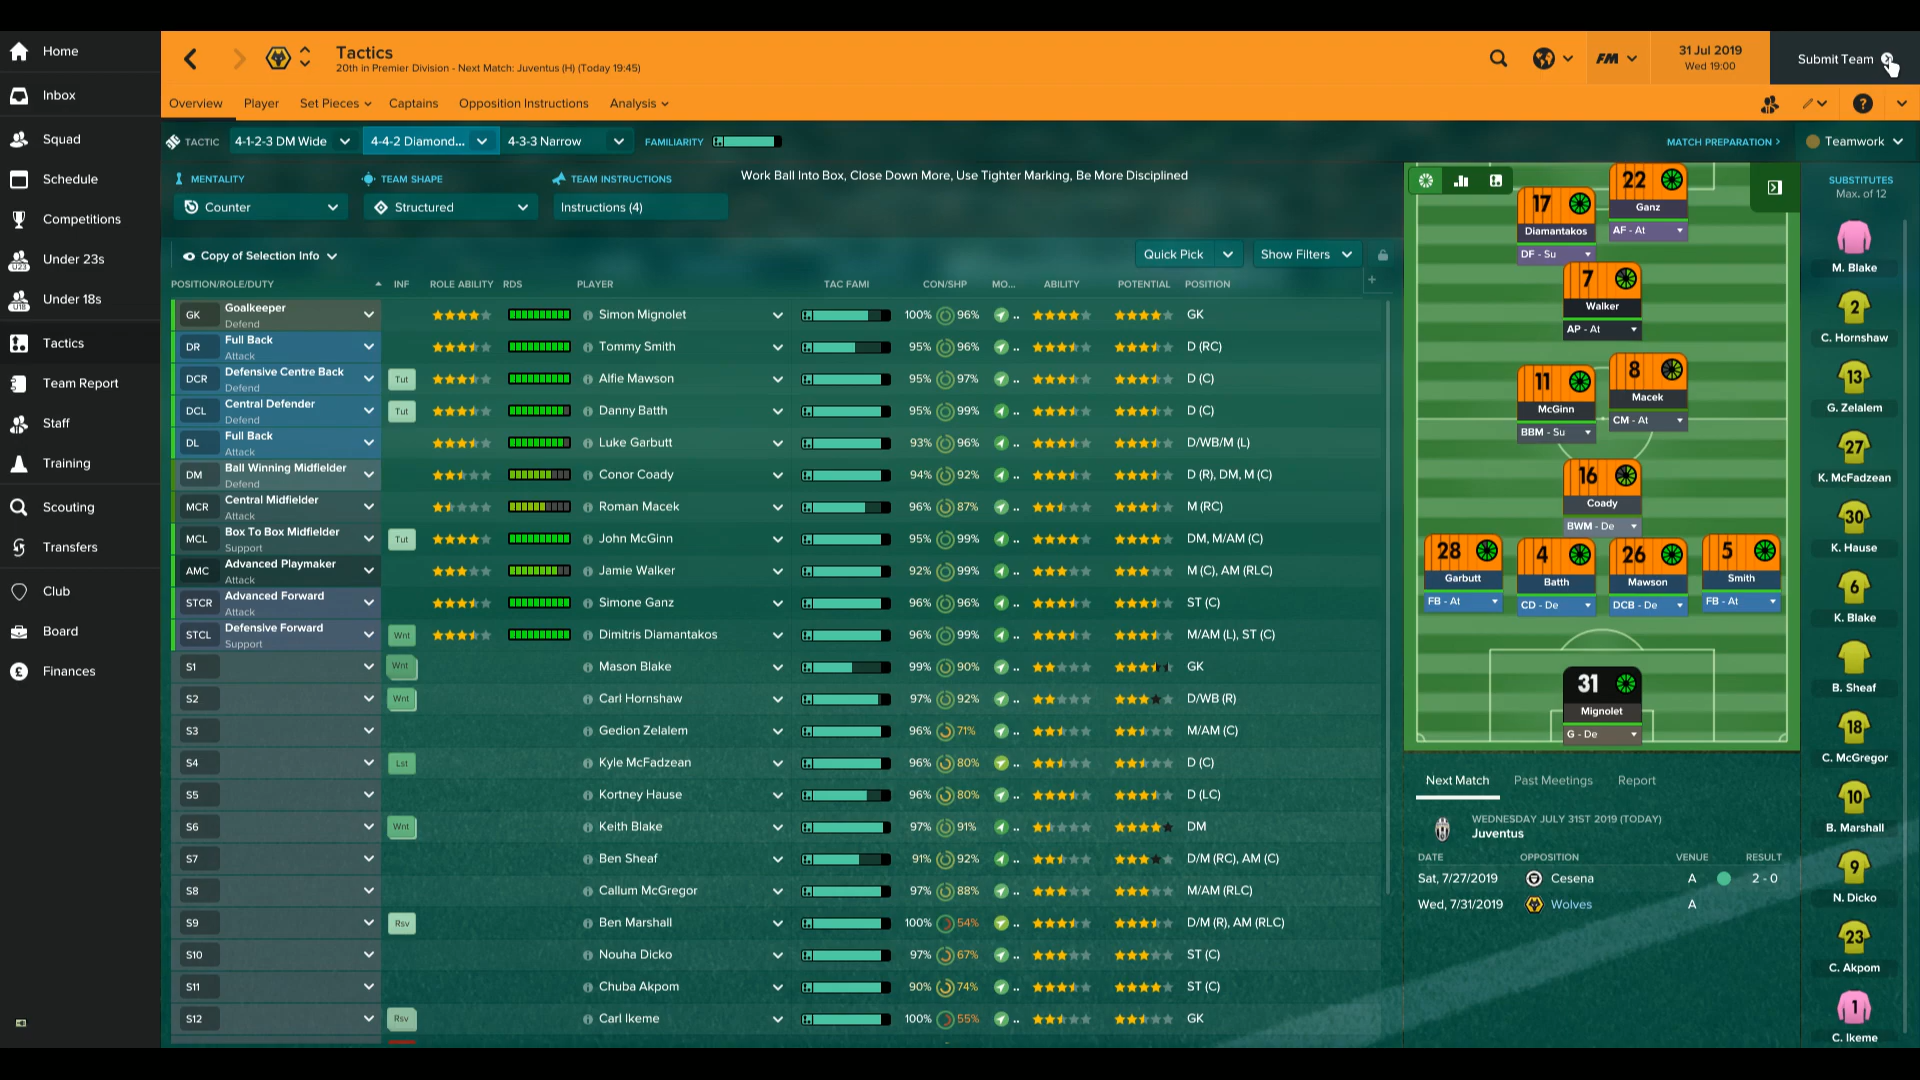 Home
Inbox
Squad
Schedule
Competitions
Under 23s
Under 18s
Tactics
Team Report
Staff
Training
Scouting
Transfers
Club
Board
Finances
Tactics
20th in Premier Division - Next Match: Juventus (H) (Today 19:45)
FM
31 Jul 2019
Wed 19:00
Submit Team
Overview Player Set Pieces Captains Opposition Instructions Analysis
TACTIC 4-1-2-3 DM Wide 4-4-2 Diamond... 4-3-3 Narrow FAMILIARITY
MATCH PREPARATION > Teamwork
MENTALITY TEAM SHAPE TEAM INSTRUCTIONS
Counter Structured Instructions (4)
Work Ball Into Box, Close Down More, Use Tighter Marking, Be More Disciplined
Copy of Selection Info Quick Pick Show Filters
POSITION/ROLE/DUTY INF ROLE ABILITY RDS PLAYER TAC FAMI CON/SHP MO... ABILITY POTENTIAL POSITION
GK Goalkeeper Defend Simon Mignolet 100% 96% .. GK
DR Full Back Attack Tommy Smith 95% 96% .. D (RC)
DCR Defensive Centre Back Defend Tut Alfie Mawson 95% 97% .. D (C)
DCL Central Defender Defend Tut Danny Batth 95% 99% .. D (C)
DL Full Back Attack Luke Garbutt 93% 96% .. D/WB/M (L)
DM Ball Winning Midfielder Defend Conor Coady 94% 92% .. D (R), DM, M (C)
MCR Central Midfielder Attack Roman Macek 96% 87% .. M (RC)
MCL Box To Box Midfielder Support Tut John McGinn 95% 99% .. DM, M/AM (C)
AMC Advanced Playmaker Attack Jamie Walker 92% 99% .. M (C), AM (RLC)
STCR Advanced Forward Attack Simone Ganz 96% 96% .. ST (C)
STCL Defensive Forward Support Wnt Dimitris Diamantakos 96% 99% .. M/AM (L), ST (C)
S1 Wnt Mason Blake 99% 90% .. GK
S2 Wnt Carl Hornshaw 97% 92% .. D/WB (R)
S3 Gedion Zelalem 96% 71% .. M/AM (C)
S4 Lst Kyle McFadzean 96% 80% .. D (C)
S5 Kortney Hause 96% 80% .. D (LC)
S6 Wnt Keith Blake 97% 91% .. DM
S7 Ben Sheaf 91% 92% .. D/M (RC), AM (C)
S8 Callum McGregor 97% 88% .. M/AM (RLC)
S9 Rsv Ben Marshall 100% 54% .. D/M (R), AM (RLC)
S10 Nouha Dicko 97% 67% .. ST (C)
S11 Chuba Akpom 90% 74% .. ST (C)
S12 Rsv Carl Ikeme 100% 55% .. GK
22
Ganz
AF - At
17
Diamantakos
DF - Su
7
Walker
AP - At
11
McGinn
BBM - Su
8
Macek
CM - At
16
Coady
BWM - De
28
Garbutt
FB - At
4
Batth
CD - De
26
Mawson
DCB - De
5
Smith
FB - At
31
Mignolet
G - De
Next Match Past Meetings Report
WEDNESDAY JULY 31ST 2019 (TODAY)
Juventus
DATE OPPOSITION VENUE RESULT
Sat, 7/27/2019 Cesena A 2 - 0
Wed, 7/31/2019 Wolves A
SUBSTITUTES
Max. of 12
M. Blake
2
C. Hornshaw
13
G. Zelalem
27
K. McFadzean
30
K. Hause
6
K. Blake
B. Sheaf
18
C. McGregor
10
B. Marshall
9
N. Dicko
23
C. Akpom
1
C. Ikeme